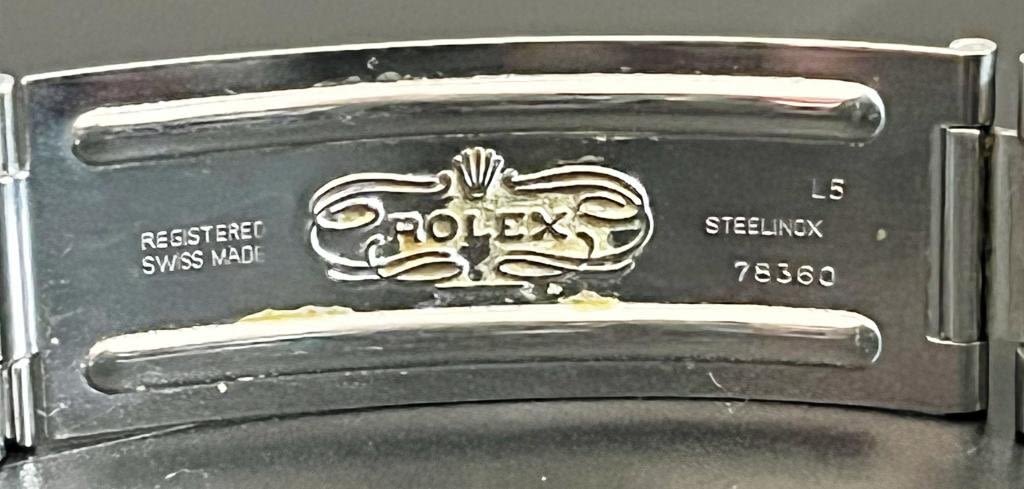 REGISTERED
SWISS MADE
ROLEX
L5
STEELINOX
78360